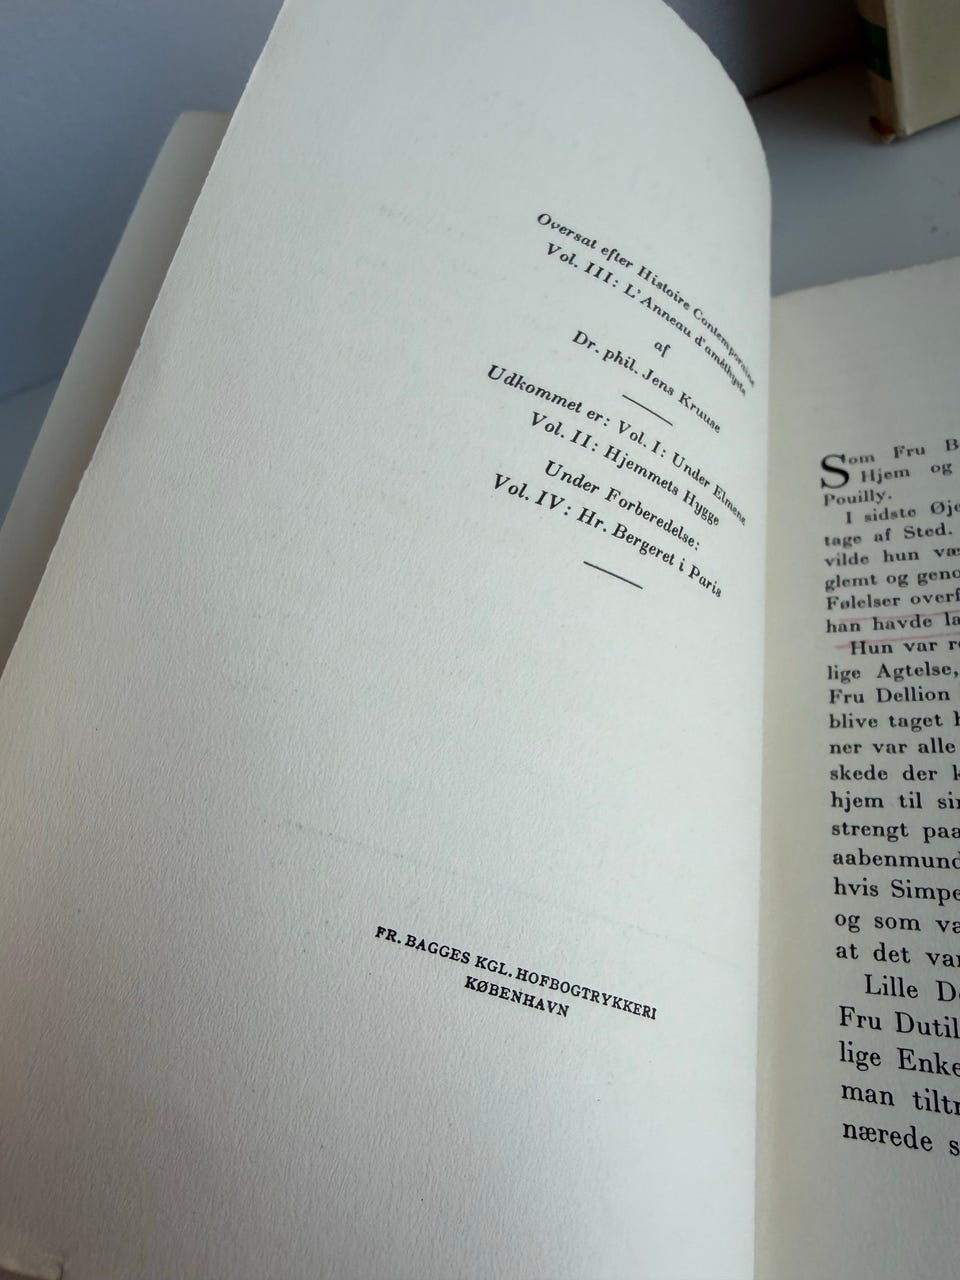 Oversat efter Histoire Contemporaine
Vol. III: L'Anneau d'améthyste
af
Dr. phil. Jens Kruuse
Udkommet er: Vol. I: Under Elmene
Vol. II: Hjemmets Hygge
Under Forberedelse:
Vol. IV: Hr. Bergeret i Paris
FR. BAGGES KGL. HOFBOGTRYKKERI
KØBENHAVN
Som Fru B
Hjem og
Pouilly.
I sidste Øje
tage af Sted.
vilde hun væ
glemt og geno
Følelser overf
han havde la
Hun var r
lige Agtelse,
Fru Dellion
blive taget
ner var alle
skede der k
hjem til si
strengt paa
aabenmund
hvis Simpe
og som va
at det var
Lille D
Fru Dutil
lige Enke
man tiltr
nærede s